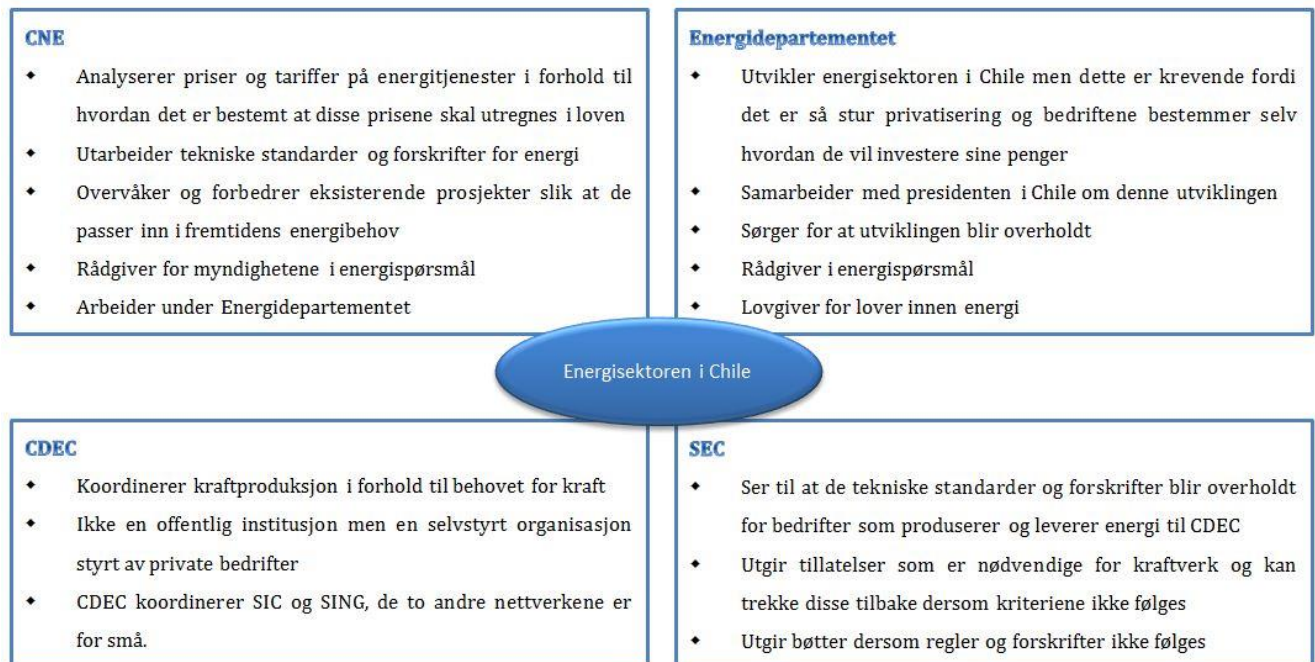 CNE
◆ Analyserer priser og tariffer på energitjenester i forhold til
hvordan det er bestemt at disse prisene skal utregnes i loven
◆ Utarbeider tekniske standarder og forskrifter for energi
◆ Overvåker og forbedrer eksisterende prosjekter slik at de
passer inn i fremtidens energibehov
◆ Rådgiver for myndighetene i energispørsmål
◆ Arbeider under Energidepartementet
Energidepartementet
◆ Utvikler energisektoren i Chile men dette er krevende fordi
det er så stur privatisering og bedriftene bestemmer selv
hvordan de vil investere sine penger
◆ Samarbeider med presidenten i Chile om denne utviklingen
◆ Sørger for at utviklingen blir overholdt
◆ Rådgiver i energispørsmål
◆ Lovgiver for lover innen energi
Energisektoren i Chile
CDEC
◆ Koordinerer kraftproduksjon i forhold til behovet for kraft
◆ Ikke en offentlig institusjon men en selvstyrt organisasjon
styrt av private bedrifter
◆ CDEC koordinerer SIC og SING, de to andre nettverkene er
for små.
SEC
◆ Ser til at de tekniske standarder og forskrifter blir overholdt
for bedrifter som produserer og leverer energi til CDEC
◆ Utgir tillatelser som er nødvendige for kraftverk og kan
trekke disse tilbake dersom kriteriene ikke følges
◆ Utgir bøtter dersom regler og forskrifter ikke følges